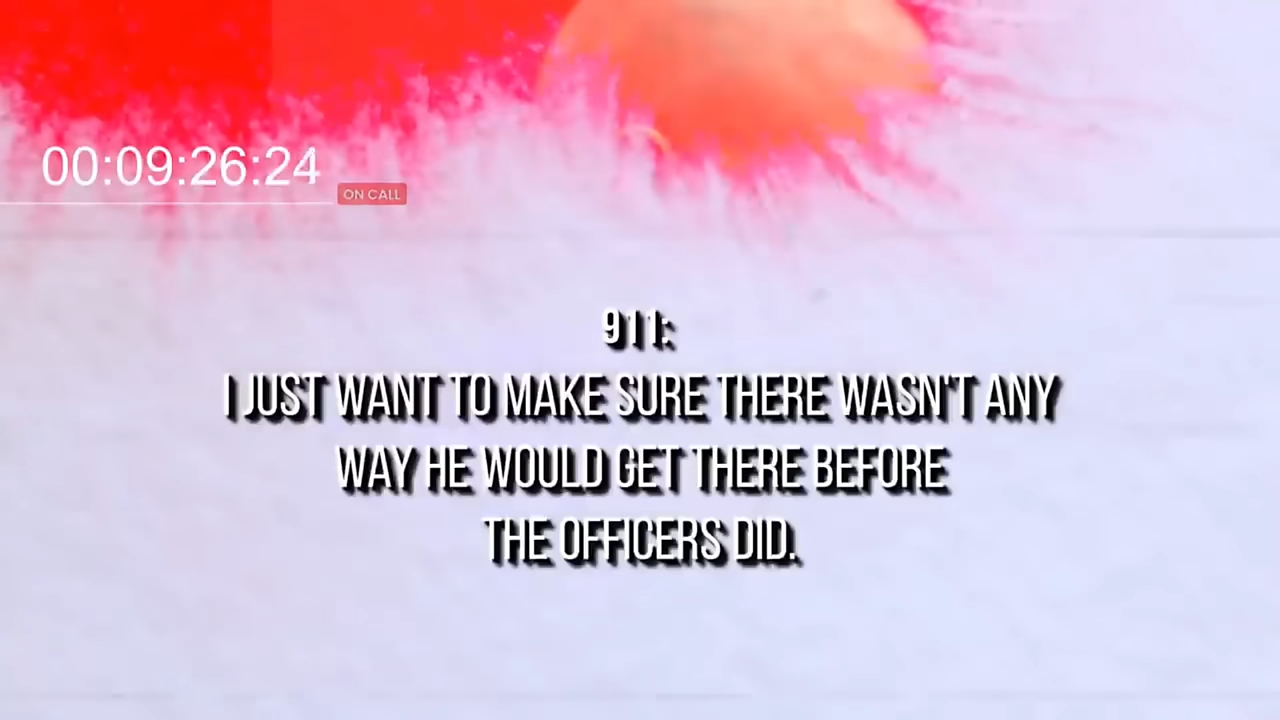 00:09:26:24
ON CALL
911:
I JUST WANT TO MAKE SURE THERE WASN'T ANY
WAY HE WOULD GET THERE BEFORE
THE OFFICERS DID.